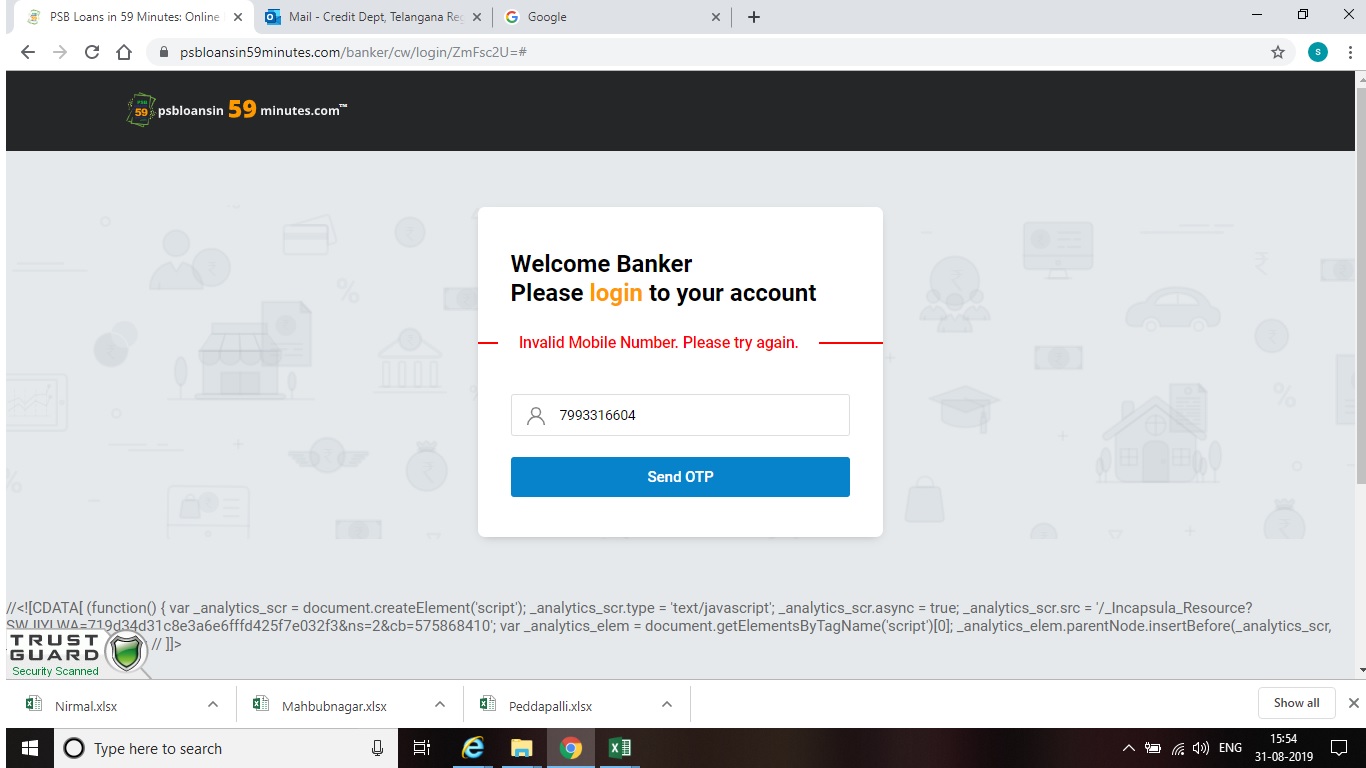 PSB Loans in 59 Minutes: Online
Mail - Credit Dept, Telangana Reg
Google
psbloansin59minutes.com/banker/cw/login/ZmFsc2U=#
s
PSB
59
psbloansin 59 minutes.com™
Welcome Banker
Please login to your account
Invalid Mobile Number. Please try again.
7993316604
Send OTP
//<![CDATA[ (function() { var _analytics_scr = document.createElement('script'); _analytics_scr.type = 'text/javascript'; _analytics_scr.async = true; _analytics_scr.src = '/_Incapsula_Resource?
SWJIYLWA=719d34d31c8e3a6e6fffd425f7e032f3&ns=2&cb=575868410'; var _analytics_elem = document.getElementsByTagName('script')[0]; _analytics_elem.parentNode.insertBefore(_analytics_scr,
// ]]>
TRUST
GUARD
Security Scanned
Nirmal.xlsx
Mahbubnagar.xlsx
Peddapalli.xlsx
Show all
Type here to search
ENG
15:54
31-08-2019